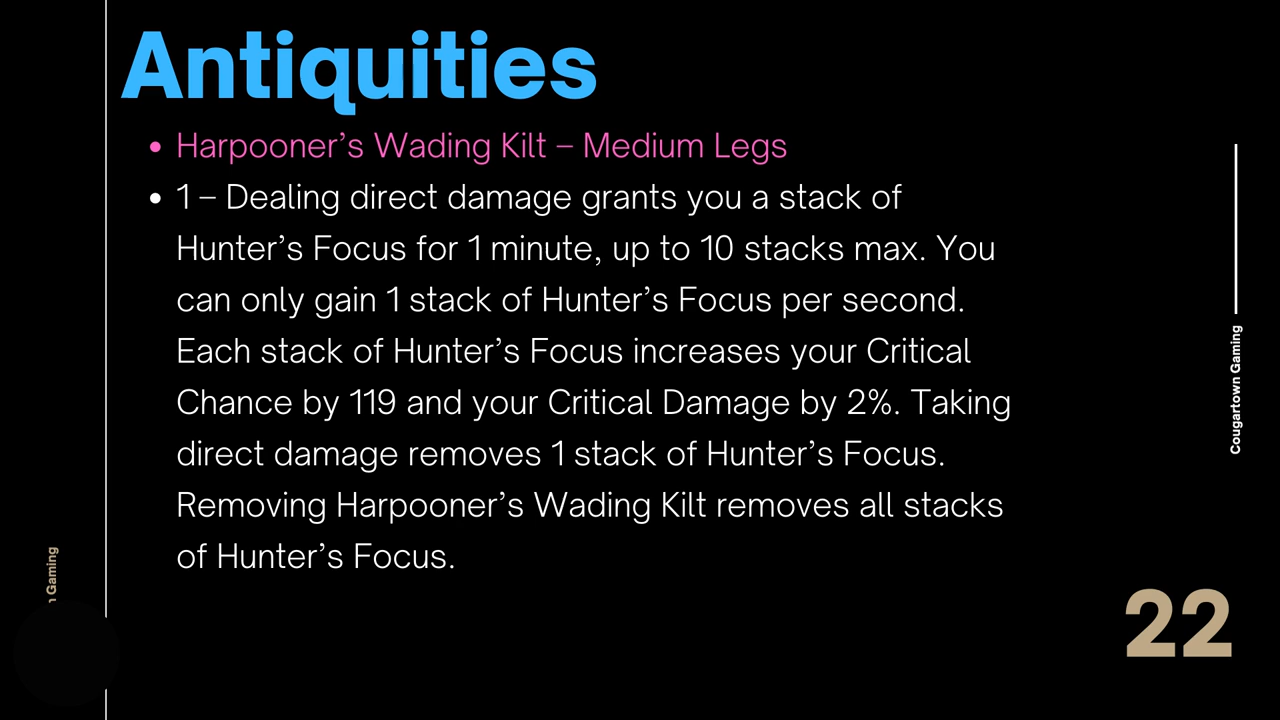 Antiquities
• Harpooner's Wading Kilt – Medium Legs
• 1 – Dealing direct damage grants you a stack of
Hunter's Focus for 1 minute, up to 10 stacks max. You
can only gain 1 stack of Hunter's Focus per second.
Each stack of Hunter's Focus increases your Critical
Chance by 119 and your Critical Damage by 2%. Taking
direct damage removes 1 stack of Hunter's Focus.
Removing Harpooner's Wading Kilt removes all stacks
of Hunter's Focus.
Cougartown Gaming
Gaming
22